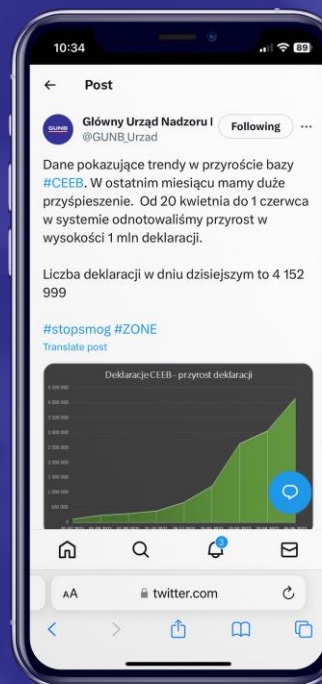 10:34
89
Post
GUNB
Główny Urząd Nadzoru I
@GUNB_Urzad
Following
Dane pokazujące trendy w przyroście bazy
#CEEB. W ostatnim miesiącu mamy duże
przyśpieszenie. Od 20 kwietnia do 1 czerwca
w systemie odnotowaliśmy przyrost w
wysokości 1 mln deklaracji.
Liczba deklaracji w dniu dzisiejszym to 4 152
999
#stopsmog #ZONE
Translate post
Deklaracje CEEB - przyrost deklaracji
4 500 000
4 000 000
3 500 000
3 000 000
2 500 000
2 000 000
1 500 000
1 000 000
500 000
0
3
AA
twitter.com